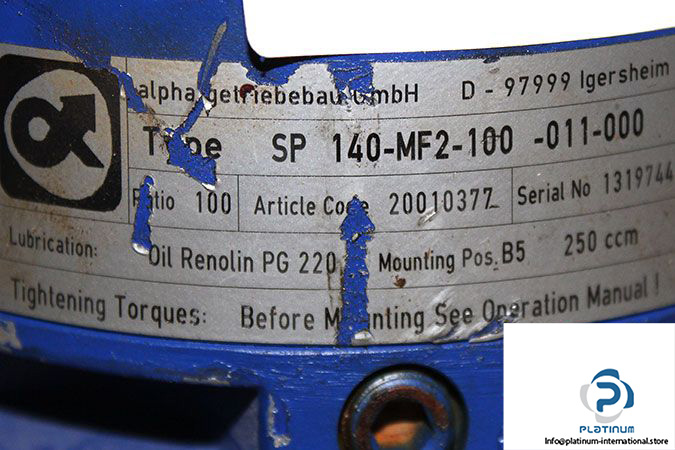 alpha getriebebau GmbH D - 97999 Igersheim
Type SP 140-MF2-100 -011-000
Ratio 100 Article Code 20010377 Serial No 1319744
Lubrication: Oil Renolin PG 220 Mounting Pos. B5 250 ccm
Tightening Torques: Before Mounting See Operation Manual !
PLATINUM
Info@platinum-international.store